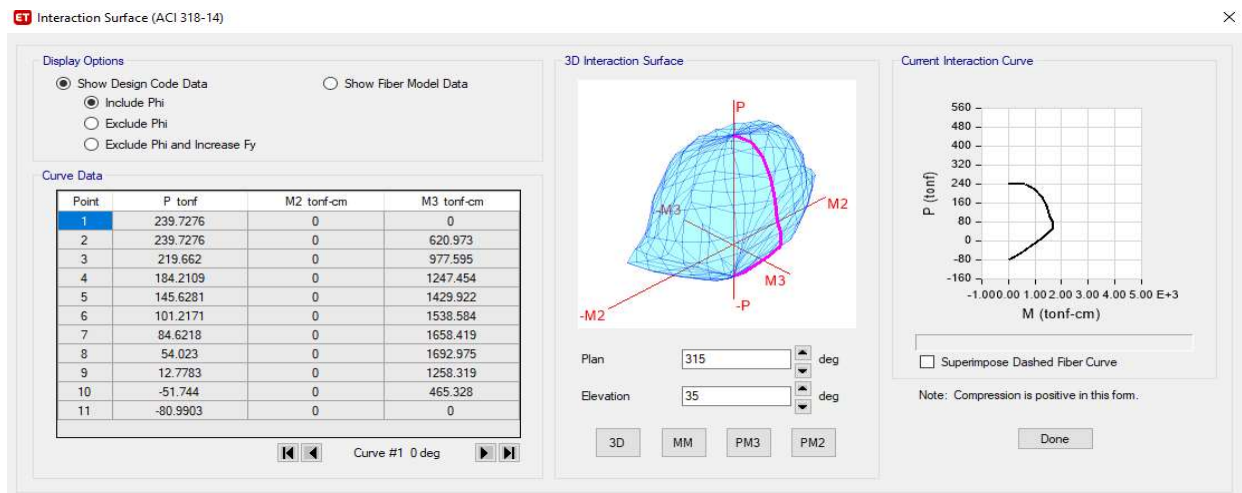 ET Interaction Surface (ACI 318-14)
Display Options
Show Design Code Data Show Fiber Model Data
Include Phi
Exclude Phi
Exclude Phi and Increase Fy
Curve Data
Point P tonf M2 tonf-cm M3 tonf-cm
1 239.7276 0 0
2 239.7276 0 620.973
3 219.662 0 977.595
4 184.2109 0 1247.454
5 145.6281 0 1429.922
6 101.2171 0 1538.584
7 84.6218 0 1658.419
8 54.023 0 1692.975
9 12.7783 0 1258.319
10 -51.744 0 465.328
11 -80.9903 0 0
Curve #1 0 deg
3D Interaction Surface
P
-M3
M2
M3
-M2
-P
Plan 315 deg
Elevation 35 deg
3D MM PM3 PM2
Current Interaction Curve
P (tonf)
560
480
400
320
240
160
80
0
-80
-160
-1.00 0.00 1.00 2.00 3.00 4.00 5.00 E+3
M (tonf-cm)
Superimpose Dashed Fiber Curve
Note: Compression is positive in this form.
Done